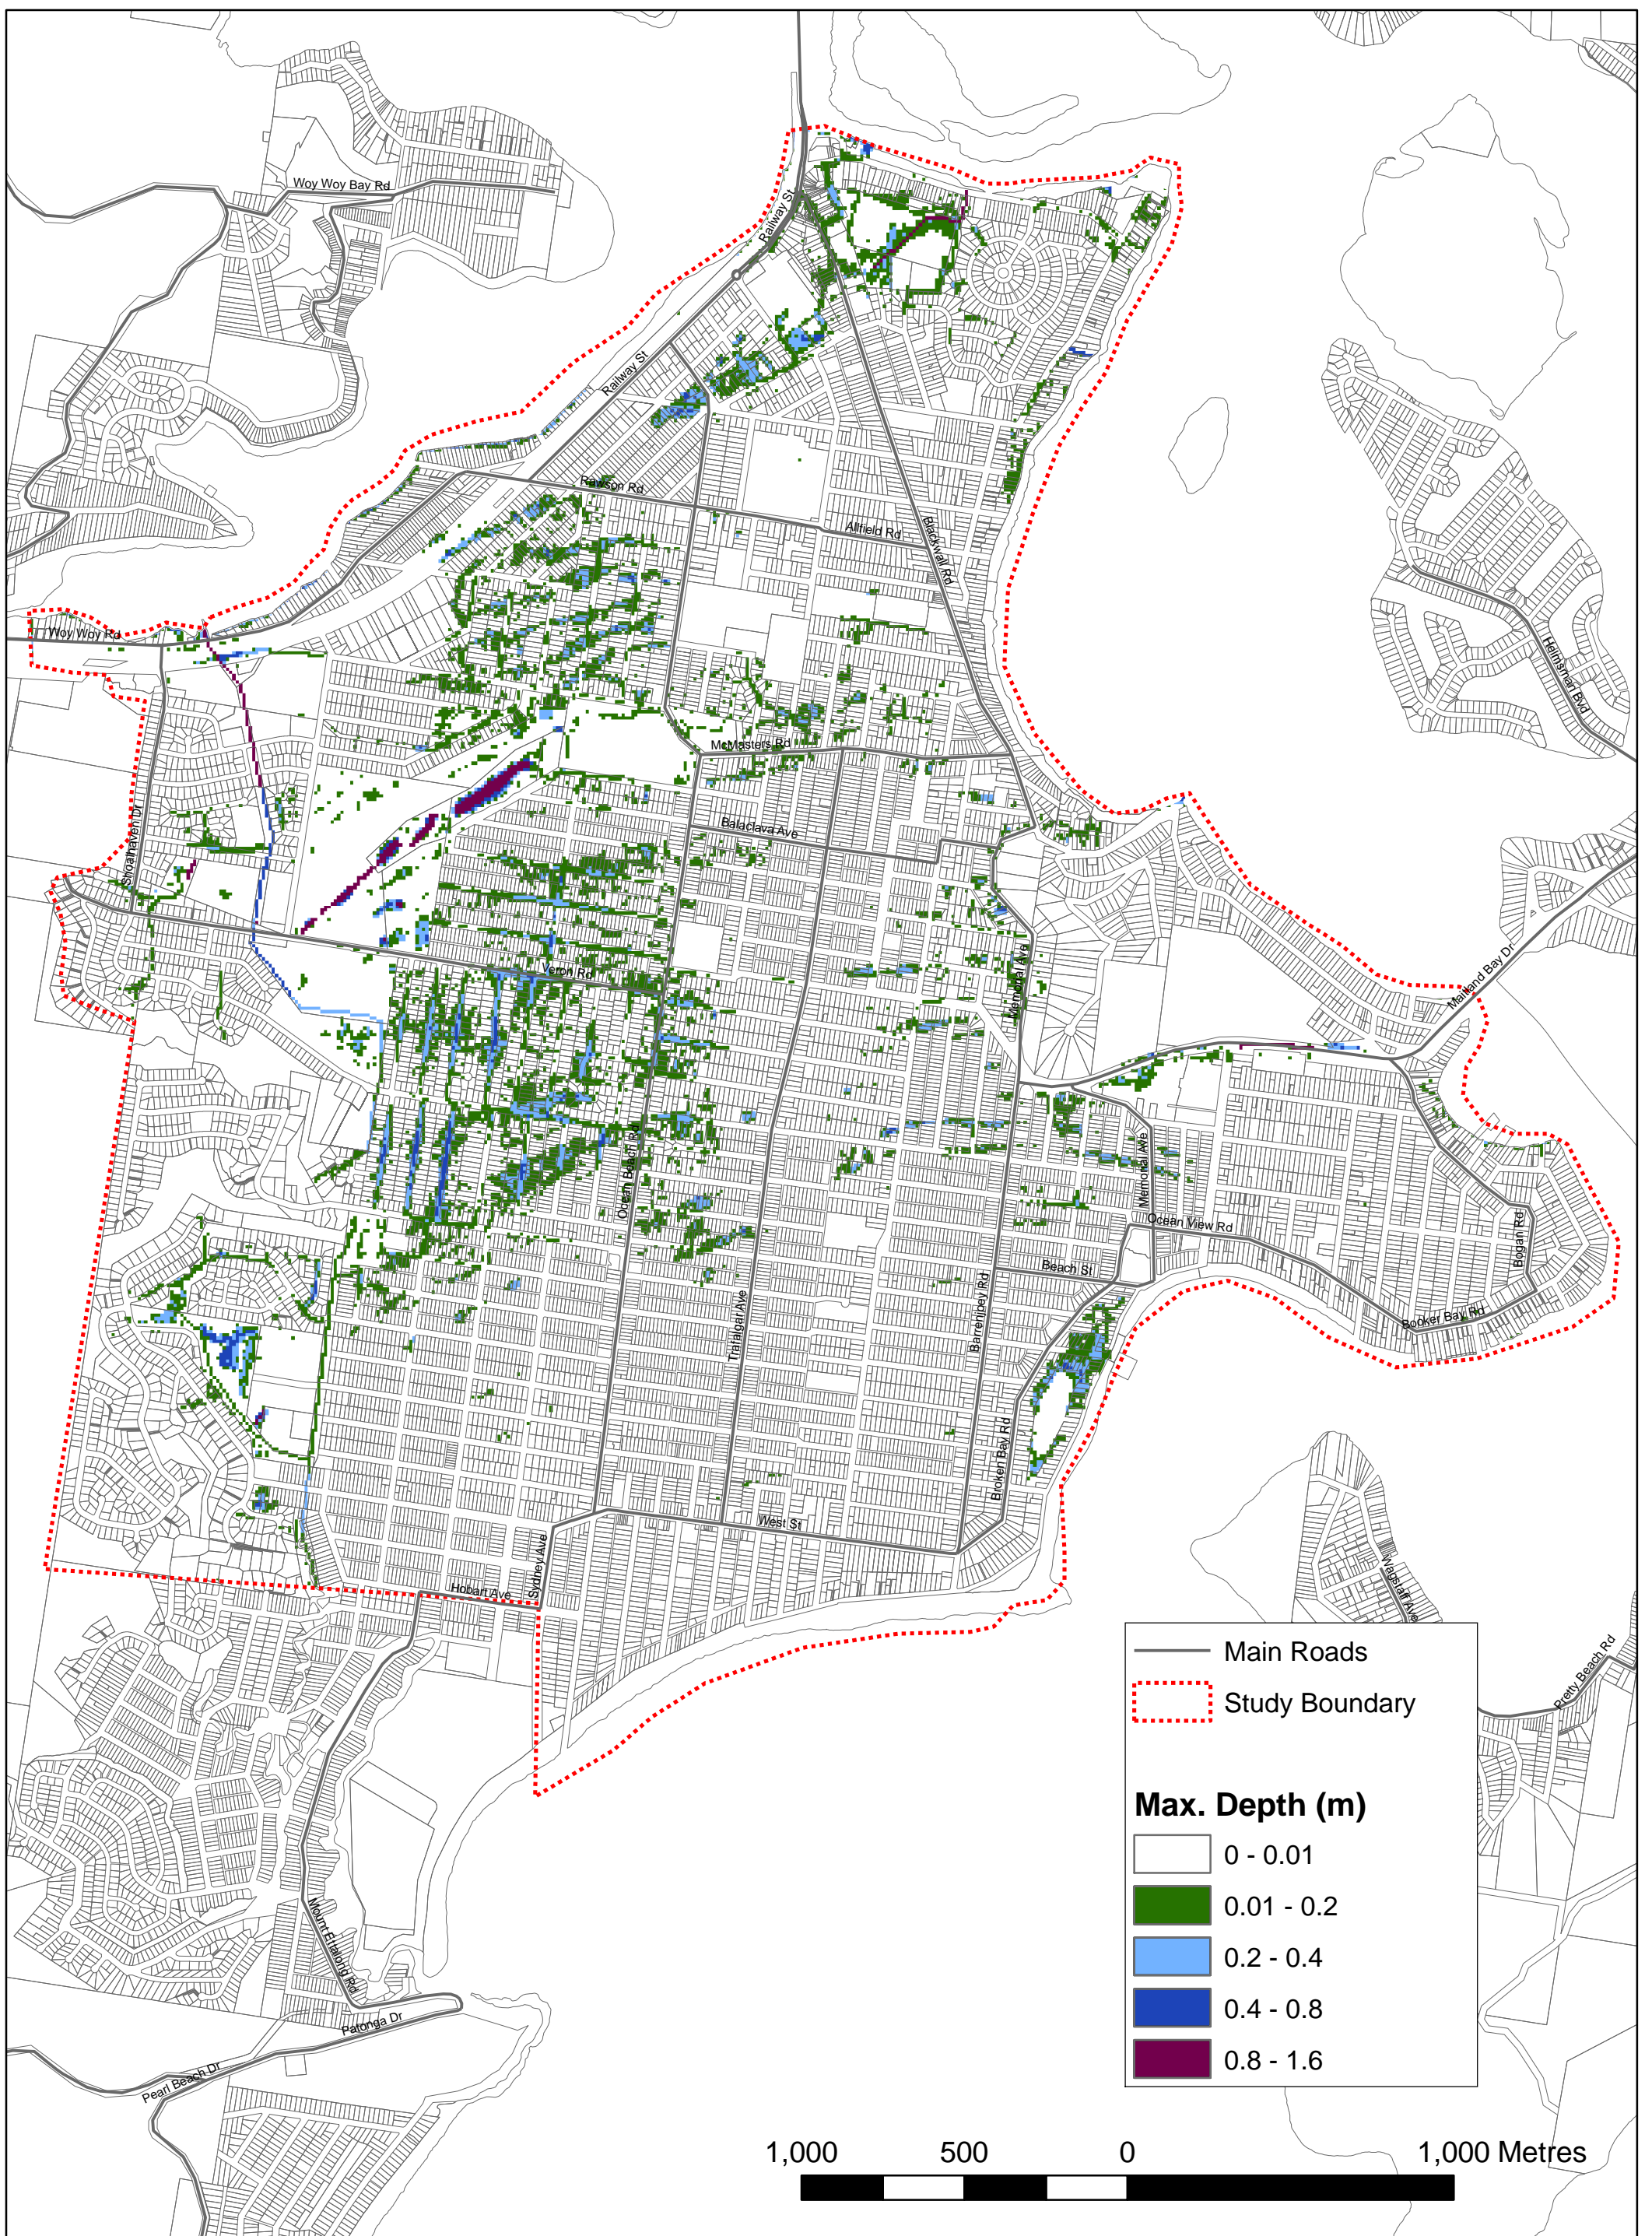 Woy Woy Bay Rd
Railway St
Railway St
Rawson Rd
Allfield Rd
Blackwall Rd
Woy Woy Rd
Helmsman Blvd
McMasters Rd
Balaclava Ave
Shoalhaven Dr
Veron Rd
Memorial Ave
Maitland Bay Dr
Ocean Beach Rd
Memorial Ave
Ocean View Rd
Bogan Rd
Beach St
Trafalgar Ave
Barrenjoey Rd
Booker Bay Rd
Broken Bay Rd
West St
Sydney Ave
Hobart Ave
Wagstaff Ave
Pretty Beach Rd
Main Roads
Study Boundary
Max. Depth (m)
0 - 0.01
0.01 - 0.2
0.2 - 0.4
0.4 - 0.8
0.8 - 1.6
Mount Ettalong Rd
Patonga Dr
Pearl Beach Dr
1,000 500 0 1,000 Metres